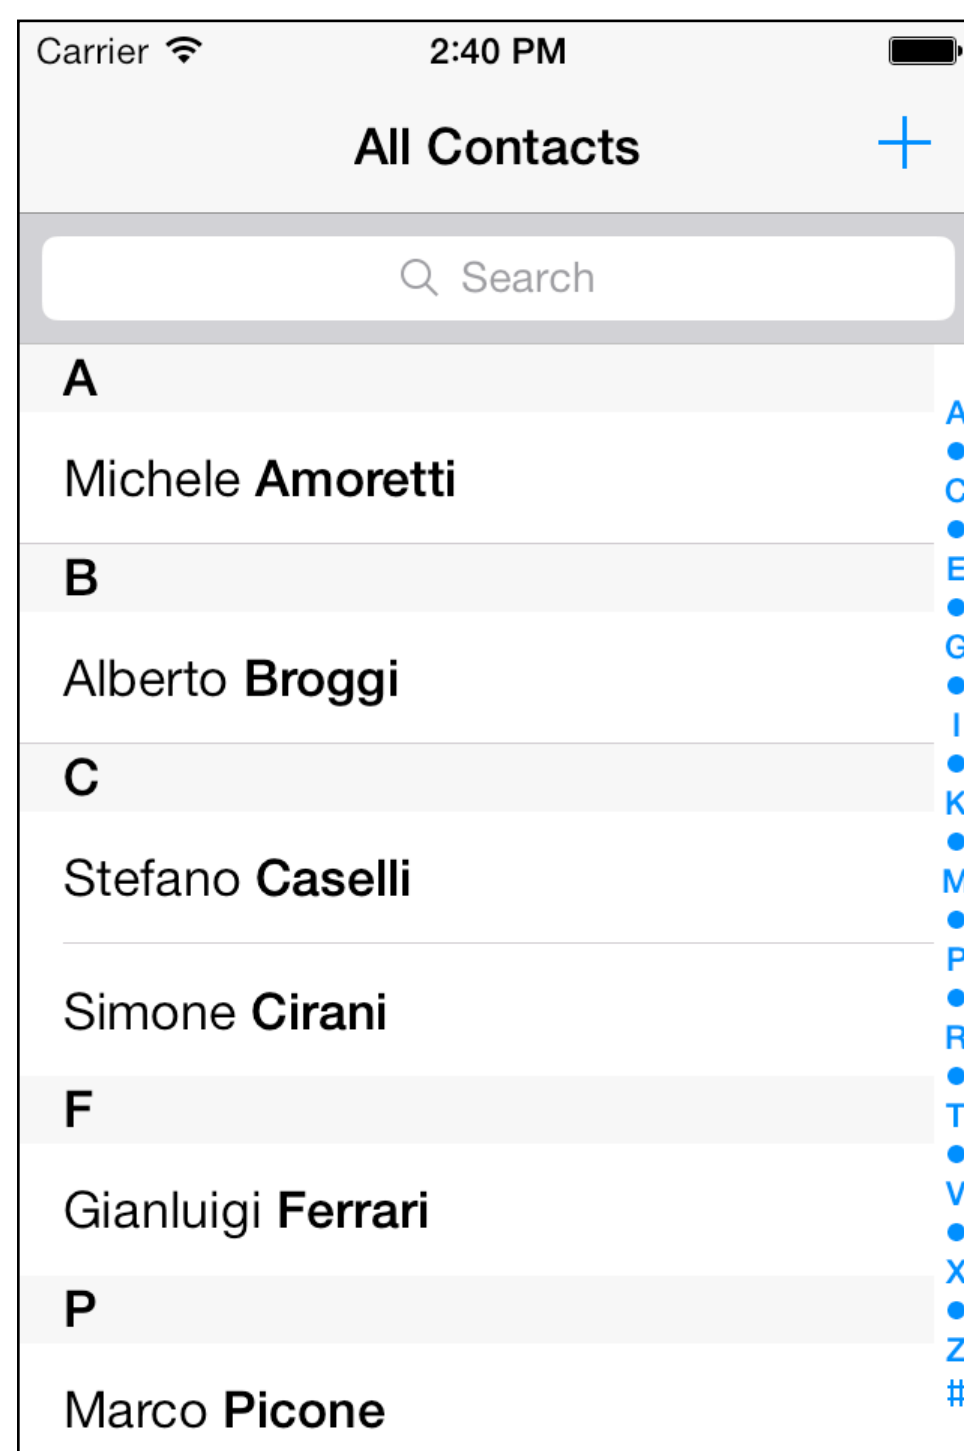 Carrier 2:40 PM
All Contacts
Search
A
Michele Amoretti
B
Alberto Broggi
C
Stefano Caselli
Simone Cirani
F
Gianluigi Ferrari
P
Marco Picone
A
●
C
●
E
●
G
●
I
●
K
●
M
●
P
●
R
●
T
●
V
●
X
●
Z
#